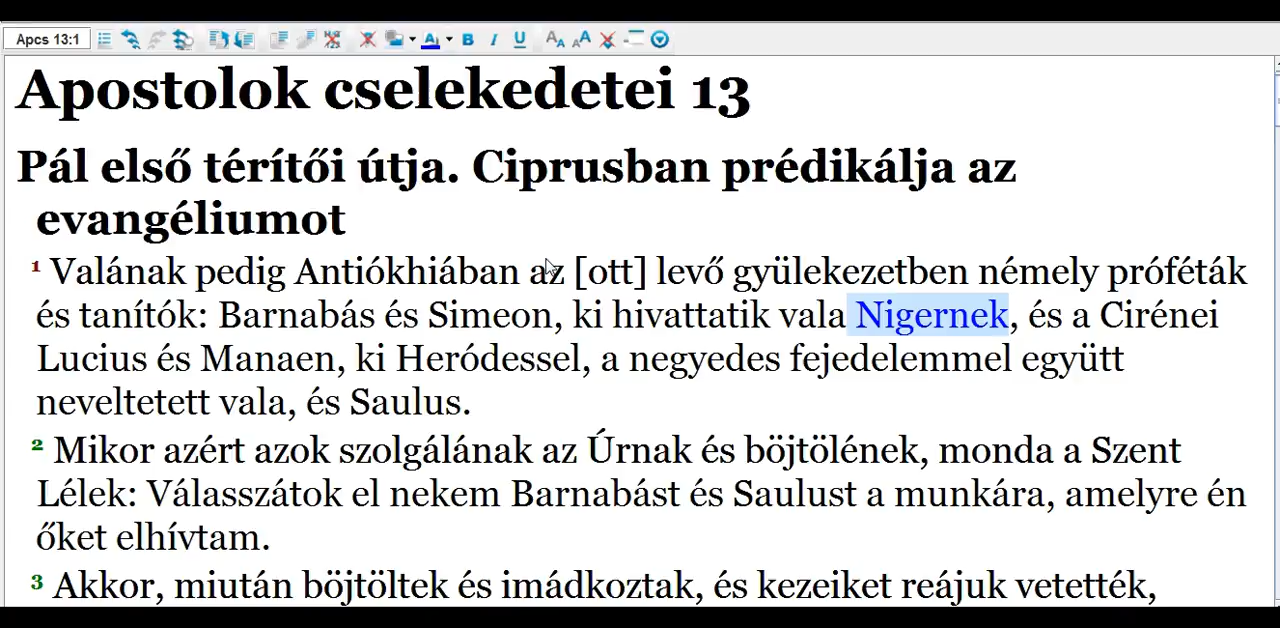 Apcs 13:1
Apostolok cselekedetei 13
Pál első térítői útja. Ciprusban prédikálja az
evangéliumot
1 Valának pedig Antiókhiában az [ott] levő gyülekezetben némely próféták
és tanítók: Barnabás és Simeon, ki hivattatik vala Nigernek, és a Cirénei
Lucius és Manaen, ki Heródessel, a negyedes fejedelemmel együtt
neveltetett vala, és Saulus.
2 Mikor azért azok szolgálának az Úrnak és böjtölének, monda a Szent
Lélek: Válasszátok el nekem Barnabást és Saulust a munkára, amelyre én
őket elhívtam.
3 Akkor, miután böjtöltek és imádkoztak, és kezeiket reájuk vetették,